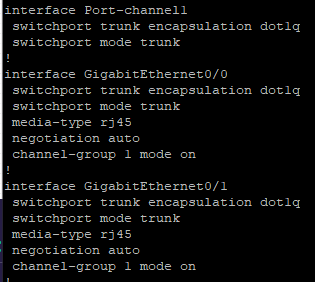 interface Port-channel1
 switchport trunk encapsulation dot1q
 switchport mode trunk
!
interface GigabitEthernet0/0
 switchport trunk encapsulation dot1q
 switchport mode trunk
 media-type rj45
 negotiation auto
 channel-group 1 mode on
!
interface GigabitEthernet0/1
 switchport trunk encapsulation dot1q
 switchport mode trunk
 media-type rj45
 negotiation auto
 channel-group 1 mode on
!